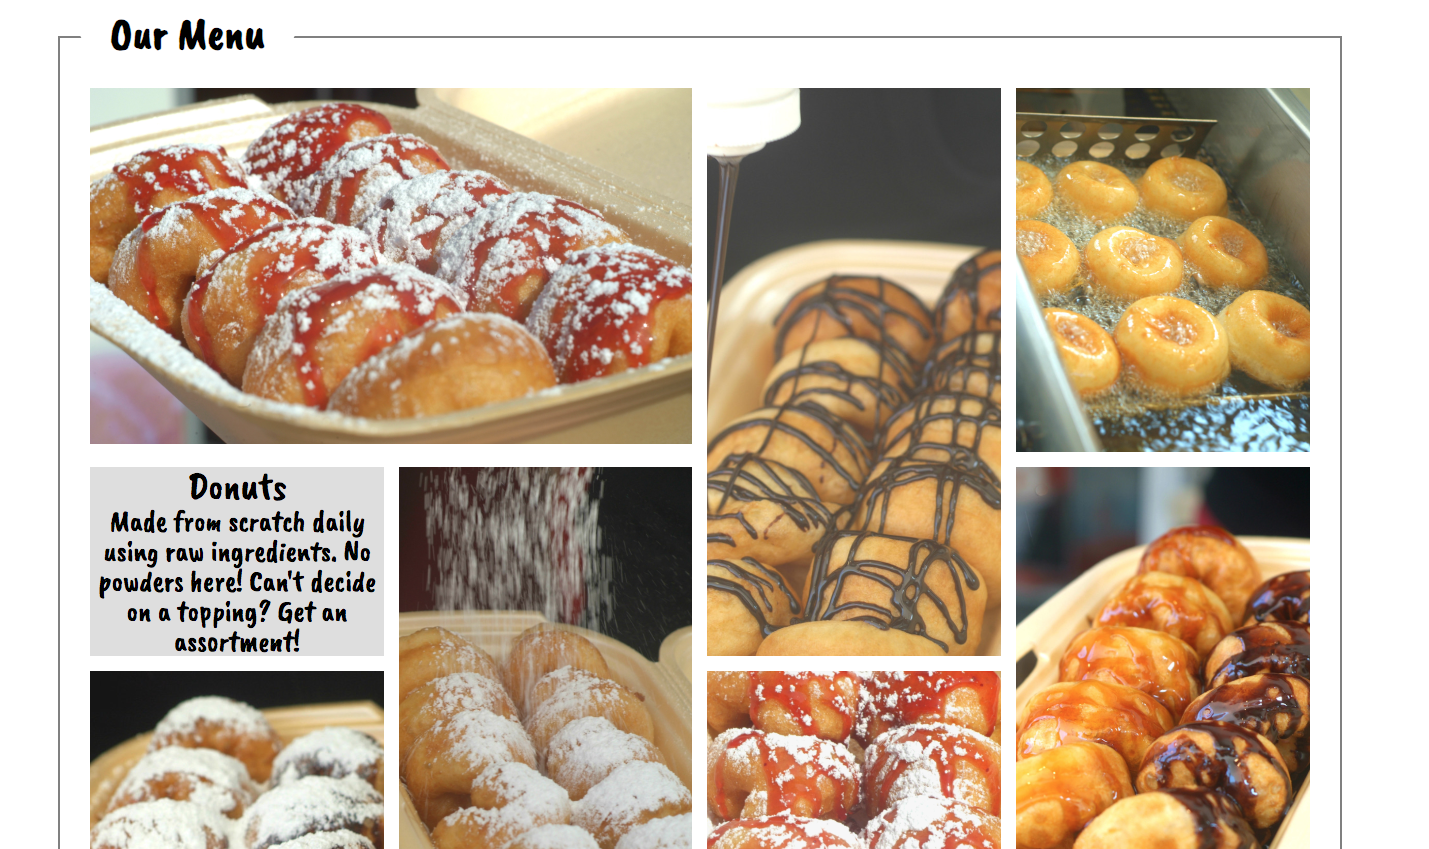 Our Menu
Donuts
Made from scratch daily
using raw ingredients. No
powders here! Can't decide
on a topping? Get an
assortment!